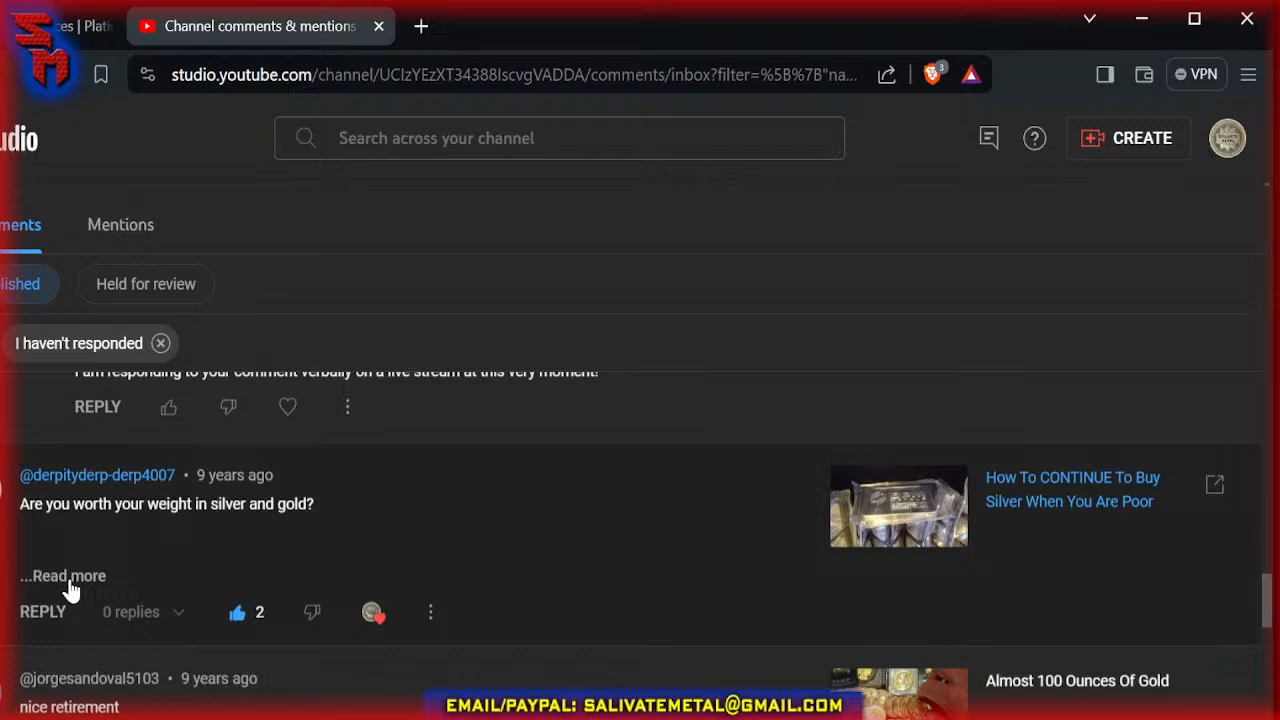 SM
ces | Plati
Channel comments & mentions
studio.youtube.com/channel/UCIzYEzXT34388IscvgVADDA/comments/inbox?filter=%5B%7B"na...
3
VPN
udio
Search across your channel
CREATE
ments
Mentions
lished
Held for review
I haven't responded
I am responding to your comment verbally on a live stream at this very moment!
REPLY
@derpityderp-derp4007 • 9 years ago
Are you worth your weight in silver and gold?
How To CONTINUE To Buy
Silver When You Are Poor
...Read more
REPLY 0 replies 2
@jorgesandoval5103 • 9 years ago
nice retirement
Almost 100 Ounces Of Gold
EMAIL/PAYPAL: SALIVATEMETAL@GMAIL.COM